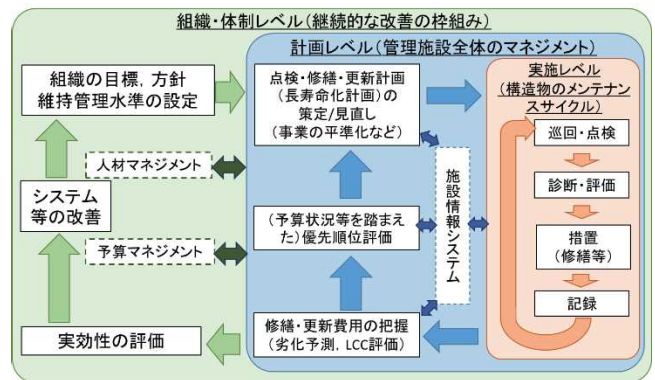 組織・体制レベル(継続的な改善の枠組み)
計画レベル(管理施設全体のマネジメント)
組織の目標, 方針
維持管理水準の設定
点検・修繕・更新計画
(長寿命化計画)の
策定/見直し
(事業の平準化など)
実施レベル
(構造物のメンテナン
スサイクル)
巡回・点検
人材マネジメント
診断・評価
システム
等の改善
施設情報システム
(予算状況等を踏まえ
た)優先順位評価
措置
(修繕等)
予算マネジメント
記録
実効性の評価
修繕・更新費用の把握
(劣化予測, LCC評価)